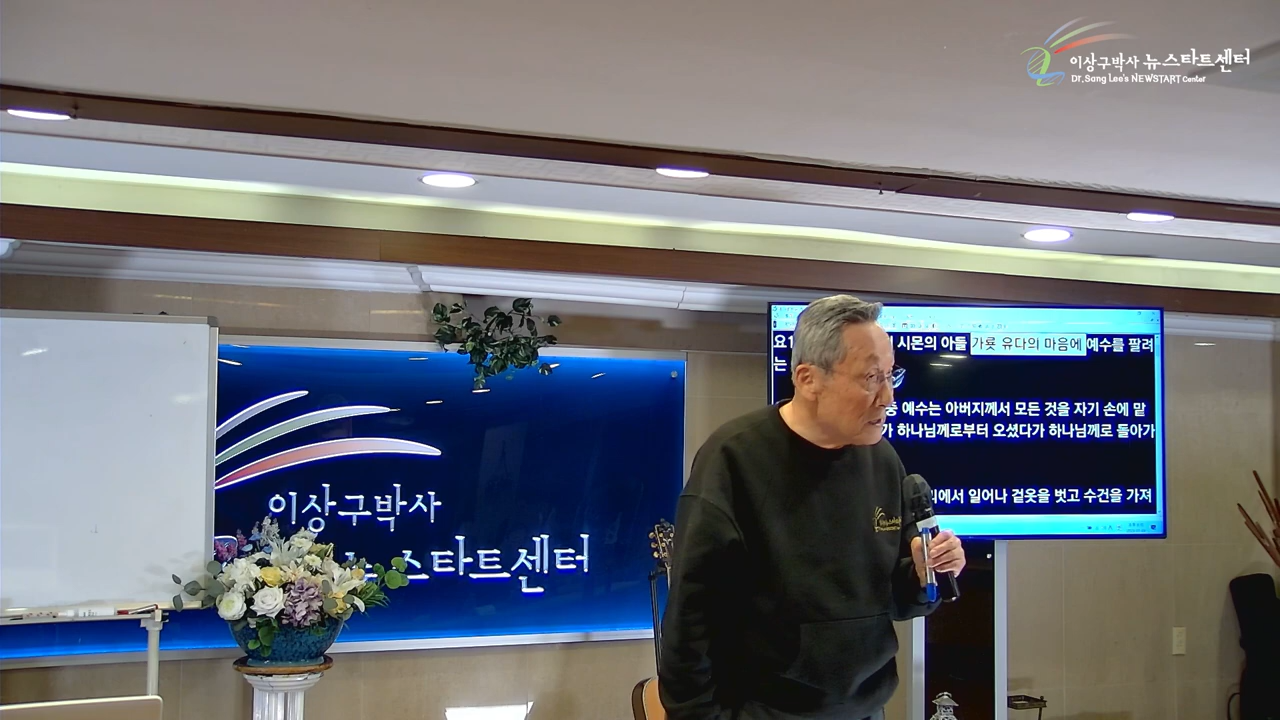 이상구박사 뉴스타트센터
Dr. Sang Lee's NEWSTART Center
시몬의 아들 가룟 유다의 마음에 예수를 팔려
는
예수는 아버지께서 모든 것을 자기 손에 맡
하나님께로부터 오셨다가 하나님께로 돌아가
일어나 겉옷을 벗고 수건을 가져
이상구박사
스타트센터